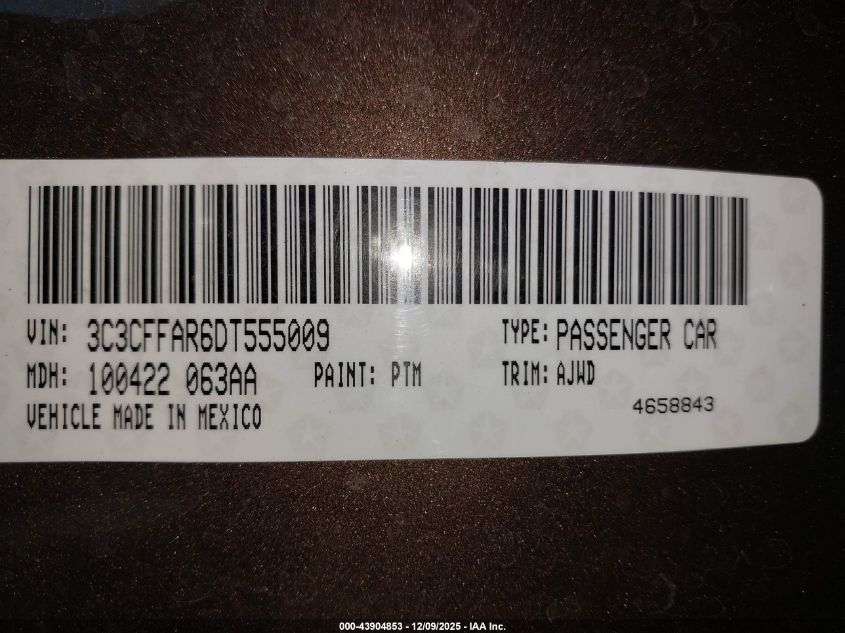 VIN: 3C3CFFAR6DT555009 TYPE: PASSENGER CAR
MDH: 100422 063AA PAINT: PTM TRIM: AJWD
VEHICLE MADE IN MEXICO 4658843
000-43904853 - 12/09/2025 - IAA Inc.